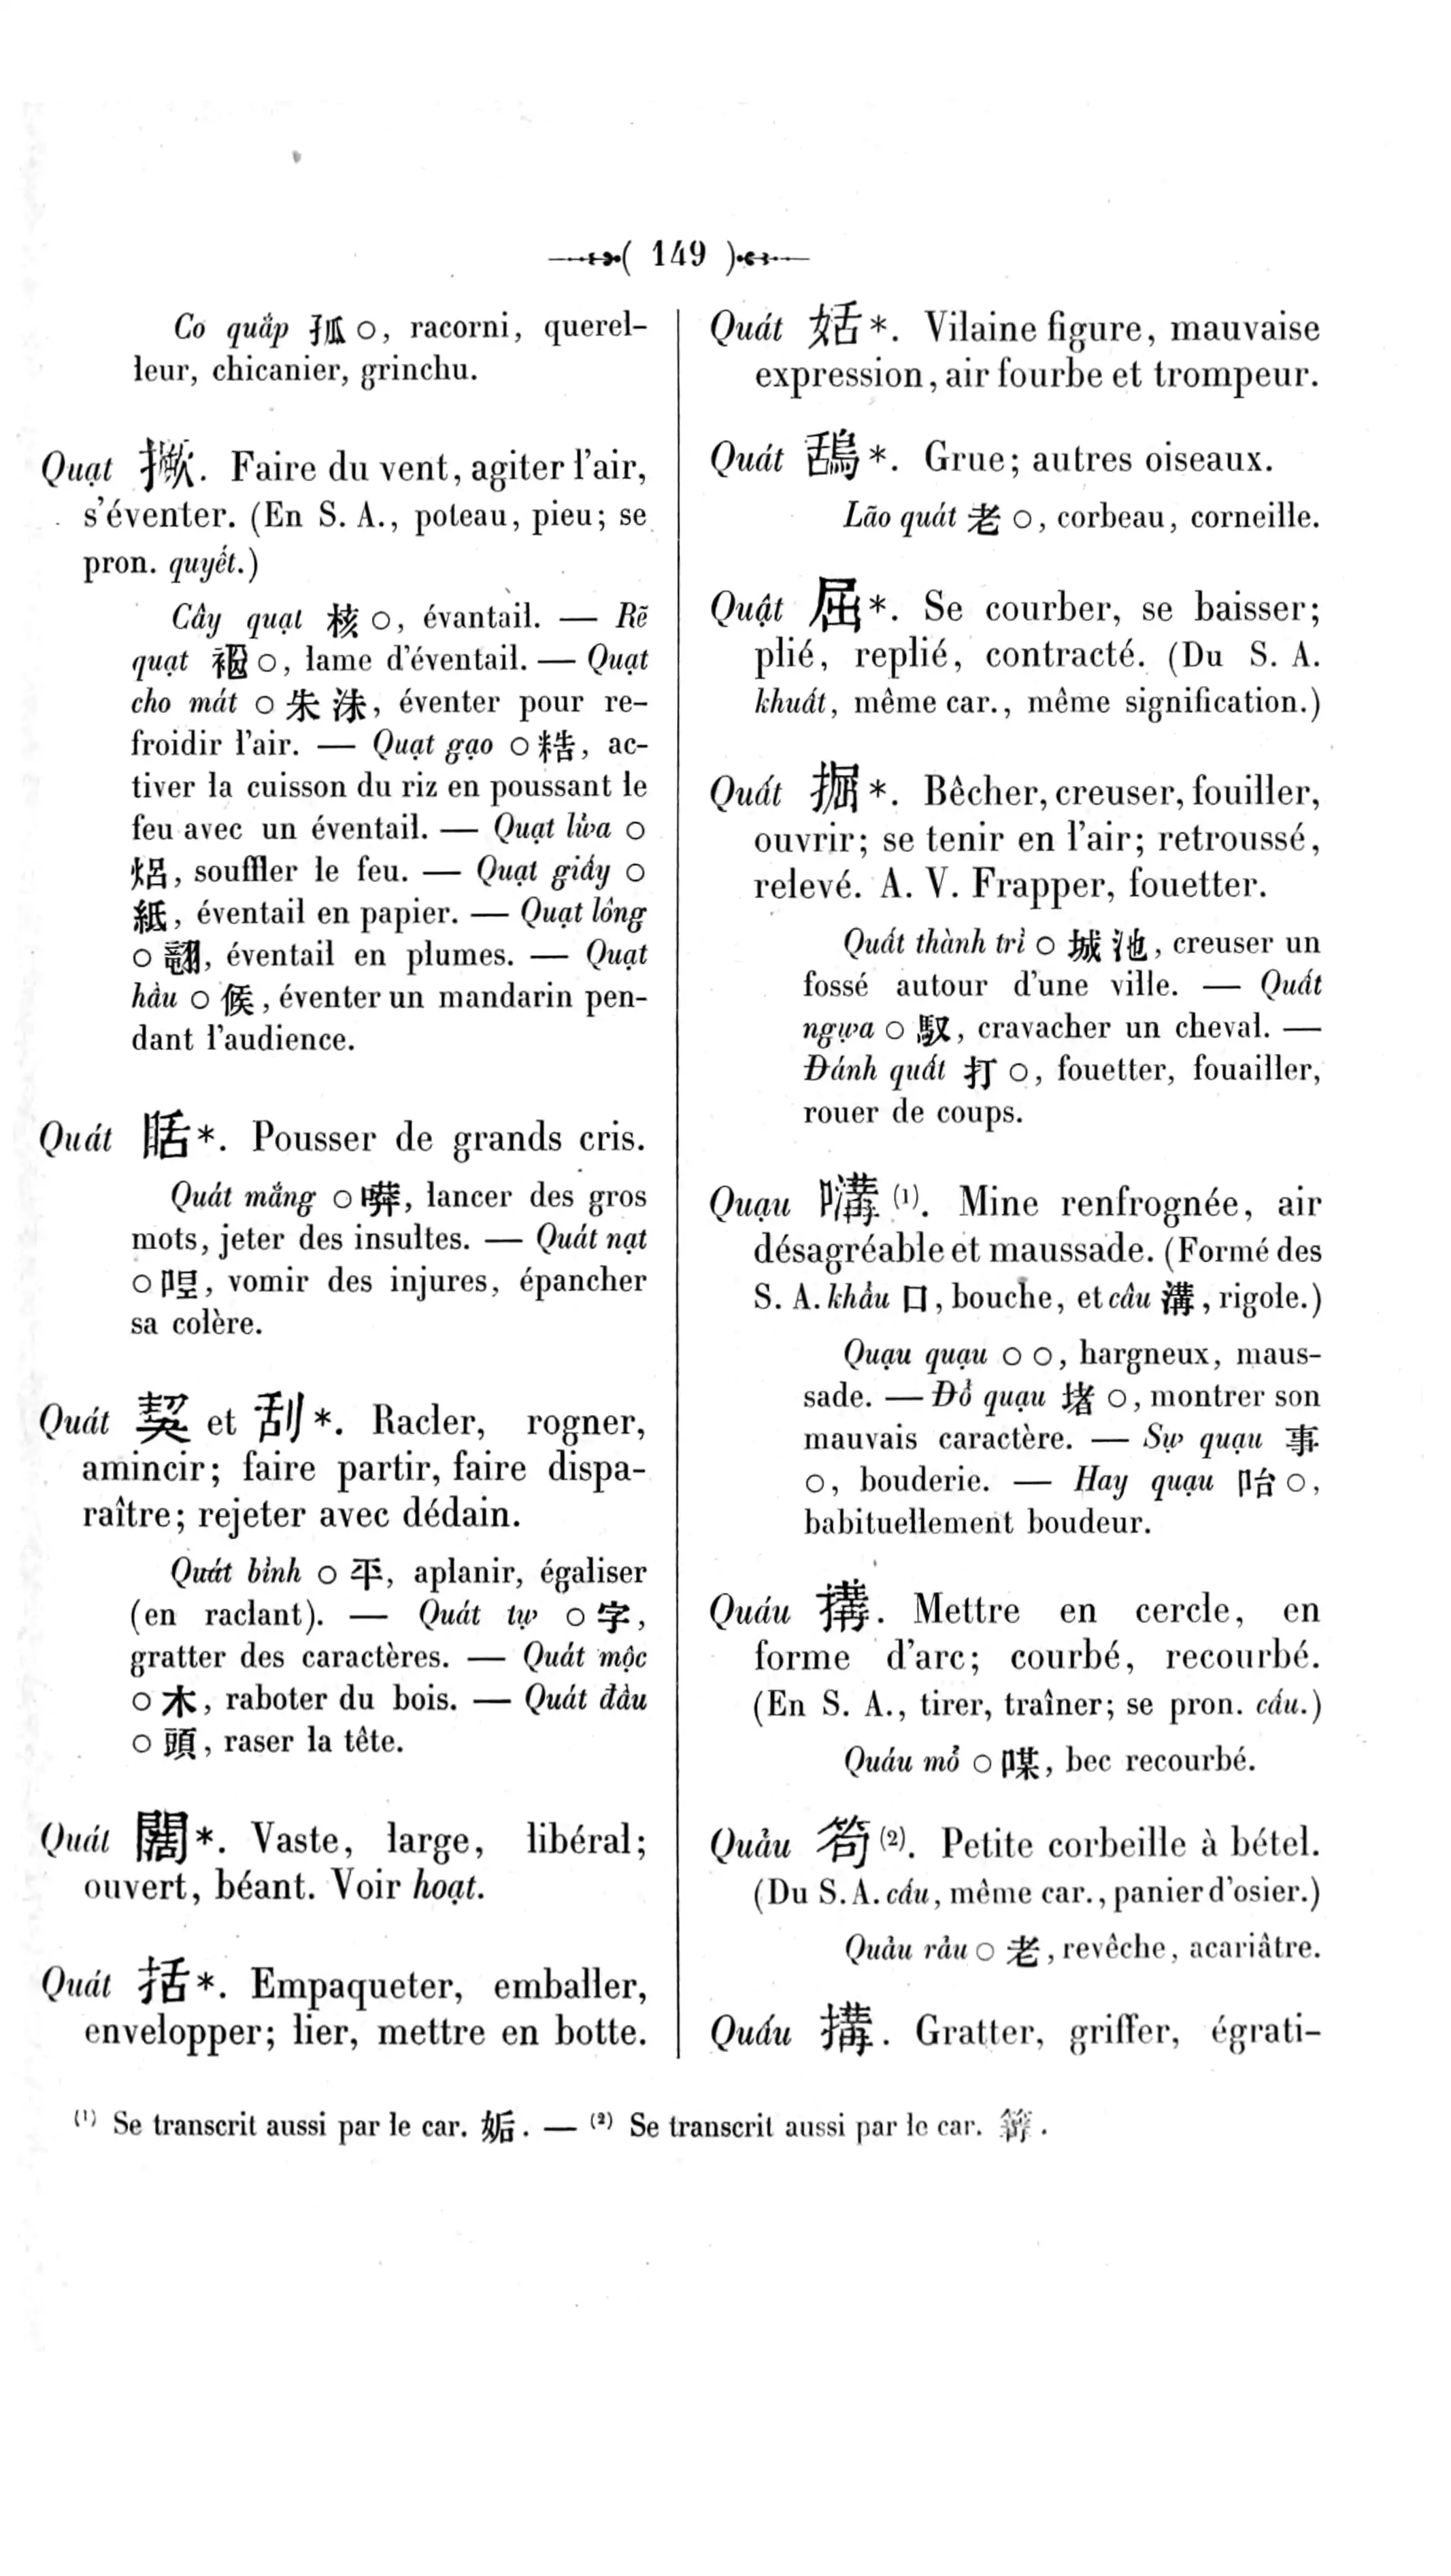 ( 149 )
Co quắp 孤 ○, racorni, querel-
leur, chicanier, grinchu.
Quạt 撅. Faire du vent, agiter l'air,
s'éventer. (En S. A., poteau, pieu; se
pron. quyết.)
Cây quạt 核 ○, évantail. — Rẽ
quạt ○, lame d'éventail. — Quạt
cho mát ○ 朱 沫, éventer pour re-
froidir l'air. — Quạt gạo ○ 𥽌, ac-
tiver la cuisson du riz en poussant le
feu avec un éventail. — Quạt lửa ○
焒, souffler le feu. — Quạt giấy ○
紙, éventail en papier. — Quạt lông
○, éventail en plumes. — Quạt
hầu ○ 候, éventer un mandarin pen-
dant l'audience.
Quát *. Pousser de grands cris.
Quát mắng ○ 嘜, lancer des gros
mots, jeter des insultes. — Quát nạt
○, vomir des injures, épancher
sa colère.
Quát 契 et 刮 *. Racler, rogner,
amincir; faire partir, faire dispa-
raître; rejeter avec dédain.
Quát bình ○ 平, aplanir, égaliser
(en raclant). — Quát tự ○ 字,
gratter des caractères. — Quát mộc
○ 木, raboter du bois. — Quát đầu
○ 頭, raser la tête.
Quát 闊 *. Vaste, large, libéral;
ouvert, béant. Voir hoạt.
Quát 括 *. Empaqueter, emballer,
envelopper; lier, mettre en botte.
Quát 姡 *. Vilaine figure, mauvaise
expression, air fourbe et trompeur.
Quát 鴰 *. Grue; autres oiseaux.
Lão quát 老 ○, corbeau, corneille.
Quật 屈 *. Se courber, se baisser;
plié, replié, contracté. (Du S. A.
khuất, même car., même signification.)
Quất 掘 *. Bêcher, creuser, fouiller,
ouvrir; se tenir en l'air; retroussé,
relevé. A. V. Frapper, fouetter.
Quất thành trì ○ 城 池, creuser un
fossé autour d'une ville. — Quất
ngựa ○ 馭, cravacher un cheval. —
Đánh quất 打 ○, fouetter, fouailler,
rouer de coups.
Quạu (1). Mine renfrognée, air
désagréable et maussade. (Formé des
S. A. khẩu 口, bouche, et câu 溝, rigole.)
Quạu quạu ○ ○, hargneux, maus-
sade. — Đổ quạu 堵 ○, montrer son
mauvais caractère. — Sự quạu 事
○, bouderie. — Hay quạu 咍 ○,
habituellement boudeur.
Quáu 搆. Mettre en cercle, en
forme d'arc; courbé, recourbé.
(En S. A., tirer, traîner; se pron. cấu.)
Quáu mỏ ○ 喋, bec recourbé.
Quảu 笱 (2). Petite corbeille à bétel.
(Du S. A. cấu, même car., panier d'osier.)
Quảu rảu ○ 老, revêche, acariâtre.
Quấu 搆. Gratter, griffer, égrati-
(1) Se transcrit aussi par le car. 姤. — (2) Se transcrit aussi par le car.